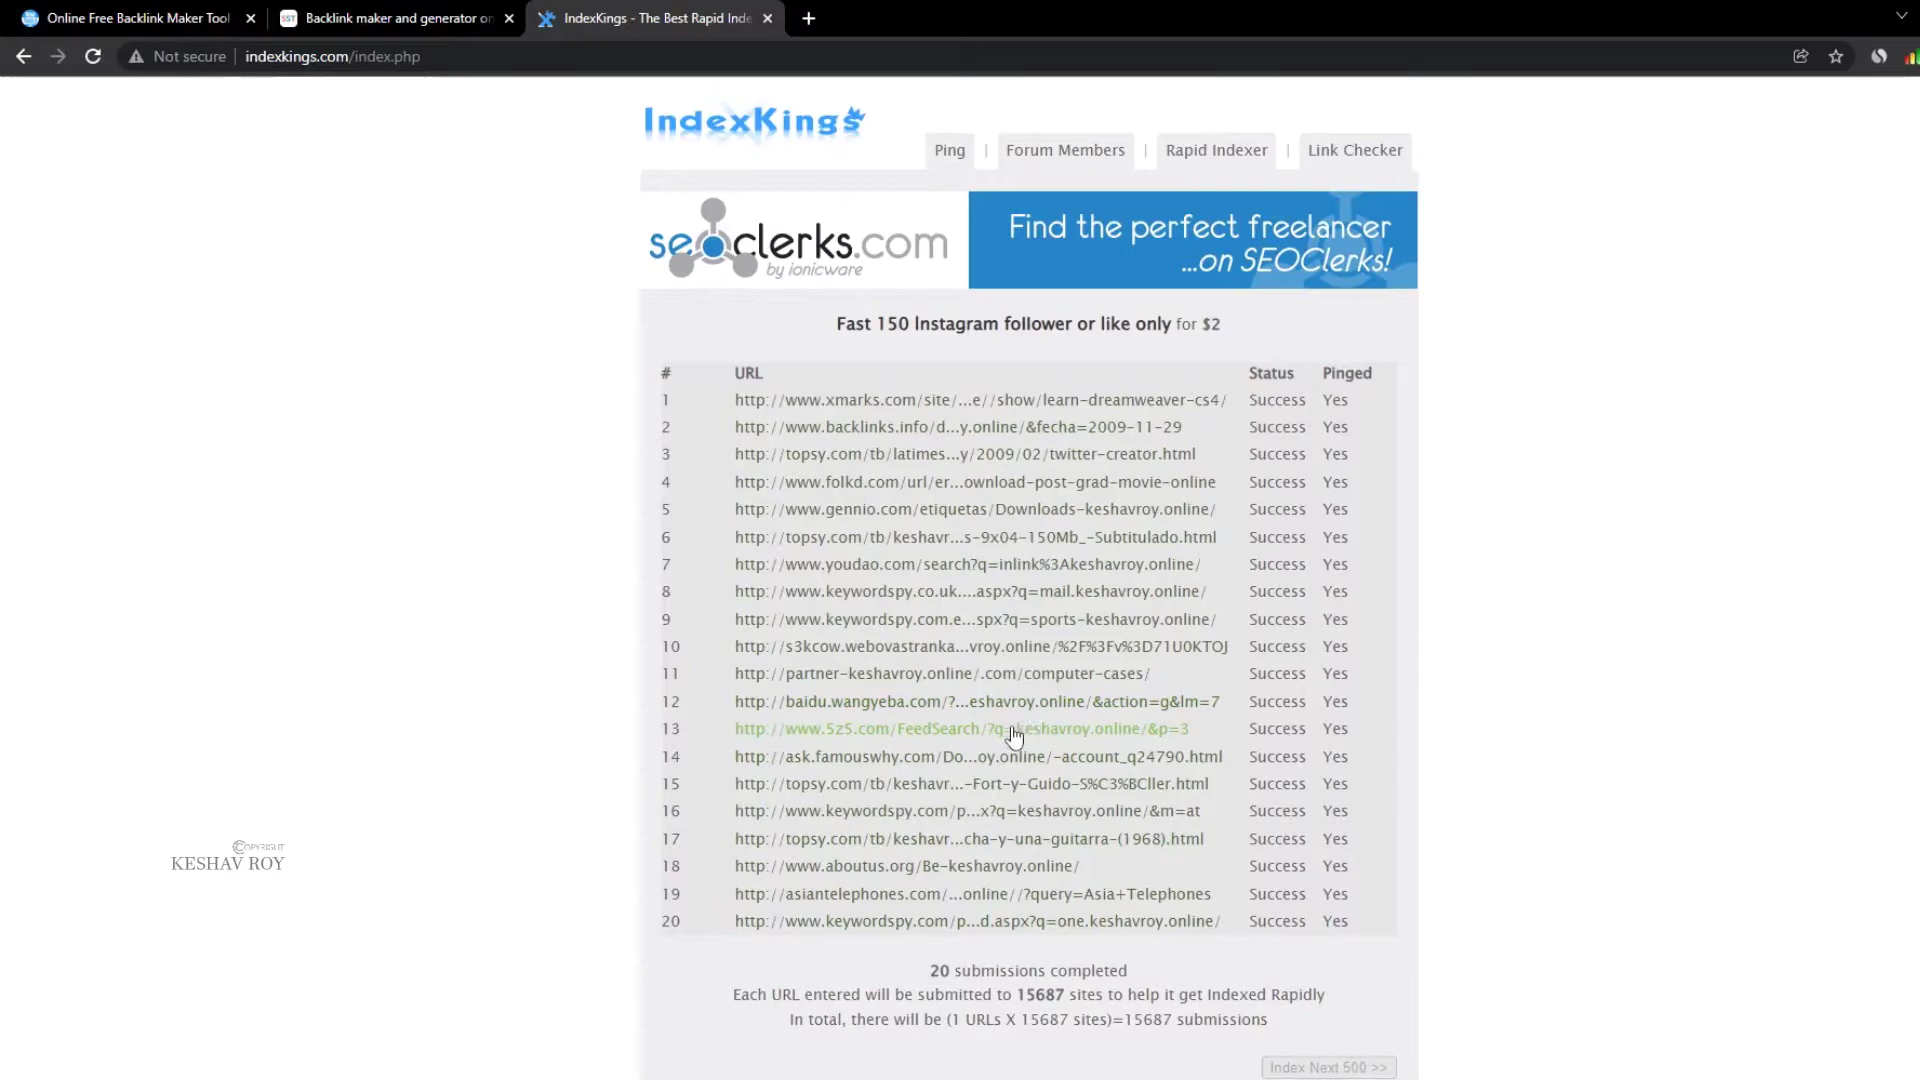 Online Free Backlink Maker Tool
Backlink maker and generator on
IndexKings - The Best Rapid Inde
Not secure
indexkings.com/index.php
IndexKings
Ping | Forum Members | Rapid Indexer | Link Checker
seoclerks.com
by ionicware
Find the perfect freelancer
...on SEOClerks!
Fast 150 Instagram follower or like only for $2
# URL Status Pinged
1 http://www.xmarks.com/site/...e//show/learn-dreamweaver-cs4/ Success Yes
2 http://www.backlinks.info/d...y.online/&fecha=2009-11-29 Success Yes
3 http://topsy.com/tb/latimes...y/2009/02/twitter-creator.html Success Yes
4 http://www.folkd.com/url/er...ownload-post-grad-movie-online Success Yes
5 http://www.gennio.com/etiquetas/Downloads-keshavroy.online/ Success Yes
6 http://topsy.com/tb/keshavr...s-9x04-150Mb_-Subtitulado.html Success Yes
7 http://www.youdao.com/search?q=inlink%3Akeshavroy.online/ Success Yes
8 http://www.keywordspy.co.uk....aspx?q=mail.keshavroy.online/ Success Yes
9 http://www.keywordspy.com.e...spx?q=sports-keshavroy.online/ Success Yes
10 http://s3kcow.webovastranka...vroy.online/%2F%3Fv%3D71U0KTOJ Success Yes
11 http://partner-keshavroy.online/.com/computer-cases/ Success Yes
12 http://baidu.wangyeba.com/?...eshavroy.online/&action=g&lm=7 Success Yes
13 http://www.5z5.com/FeedSearch/?q=keshavroy.online/&p=3 Success Yes
14 http://ask.famouswhy.com/Do...oy.online/-account_q24790.html Success Yes
15 http://topsy.com/tb/keshavr...-Fort-y-Guido-S%C3%BCller.html Success Yes
16 http://www.keywordspy.com/p...x?q=keshavroy.online/&m=at Success Yes
17 http://topsy.com/tb/keshavr...cha-y-una-guitarra-(1968).html Success Yes
18 http://www.aboutus.org/Be-keshavroy.online/ Success Yes
19 http://asiantelephones.com/...online//?query=Asia+Telephones Success Yes
20 http://www.keywordspy.com/p...d.aspx?q=one.keshavroy.online/ Success Yes
©COPYRIGHT
KESHAV ROY
20 submissions completed
Each URL entered will be submitted to 15687 sites to help it get Indexed Rapidly
In total, there will be (1 URLs X 15687 sites)=15687 submissions
Index Next 500 >>